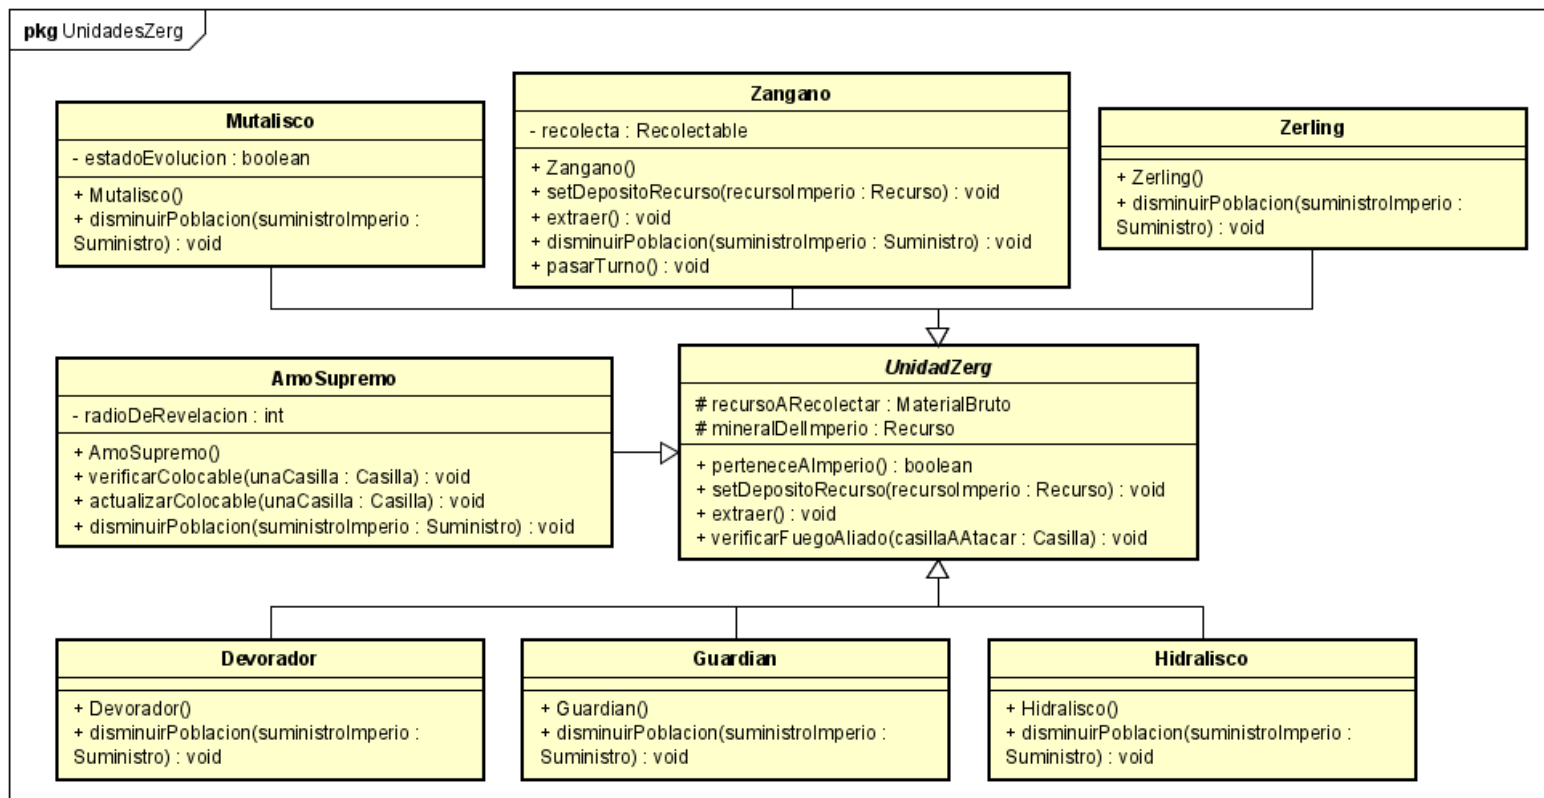 pkg UnidadesZerg
Mutalisco
- estadoEvolucion : boolean
+ Mutalisco()
+ disminuirPoblacion(suministroImperio :
Suministro) : void
Zangano
- recolecta : Recolectable
+ Zangano()
+ setDepositoRecurso(recursoImperio : Recurso) : void
+ extraer() : void
+ disminuirPoblacion(suministroImperio : Suministro) : void
+ pasarTurno() : void
Zerling
+ Zerling()
+ disminuirPoblacion(suministroImperio :
Suministro) : void
AmoSupremo
- radioDeRevelacion : int
+ AmoSupremo()
+ verificarColocable(unaCasilla : Casilla) : void
+ actualizarColocable(unaCasilla : Casilla) : void
+ disminuirPoblacion(suministroImperio : Suministro) : void
UnidadZerg
# recursoARecolectar : MaterialBruto
# mineralDelImperio : Recurso
+ perteneceAImperio() : boolean
+ setDepositoRecurso(recursoImperio : Recurso) : void
+ extraer() : void
+ verificarFuegoAliado(casillaAAtacar : Casilla) : void
Devorador
+ Devorador()
+ disminuirPoblacion(suministroImperio :
Suministro) : void
Guardian
+ Guardian()
+ disminuirPoblacion(suministroImperio :
Suministro) : void
Hidralisco
+ Hidralisco()
+ disminuirPoblacion(suministroImperio :
Suministro) : void